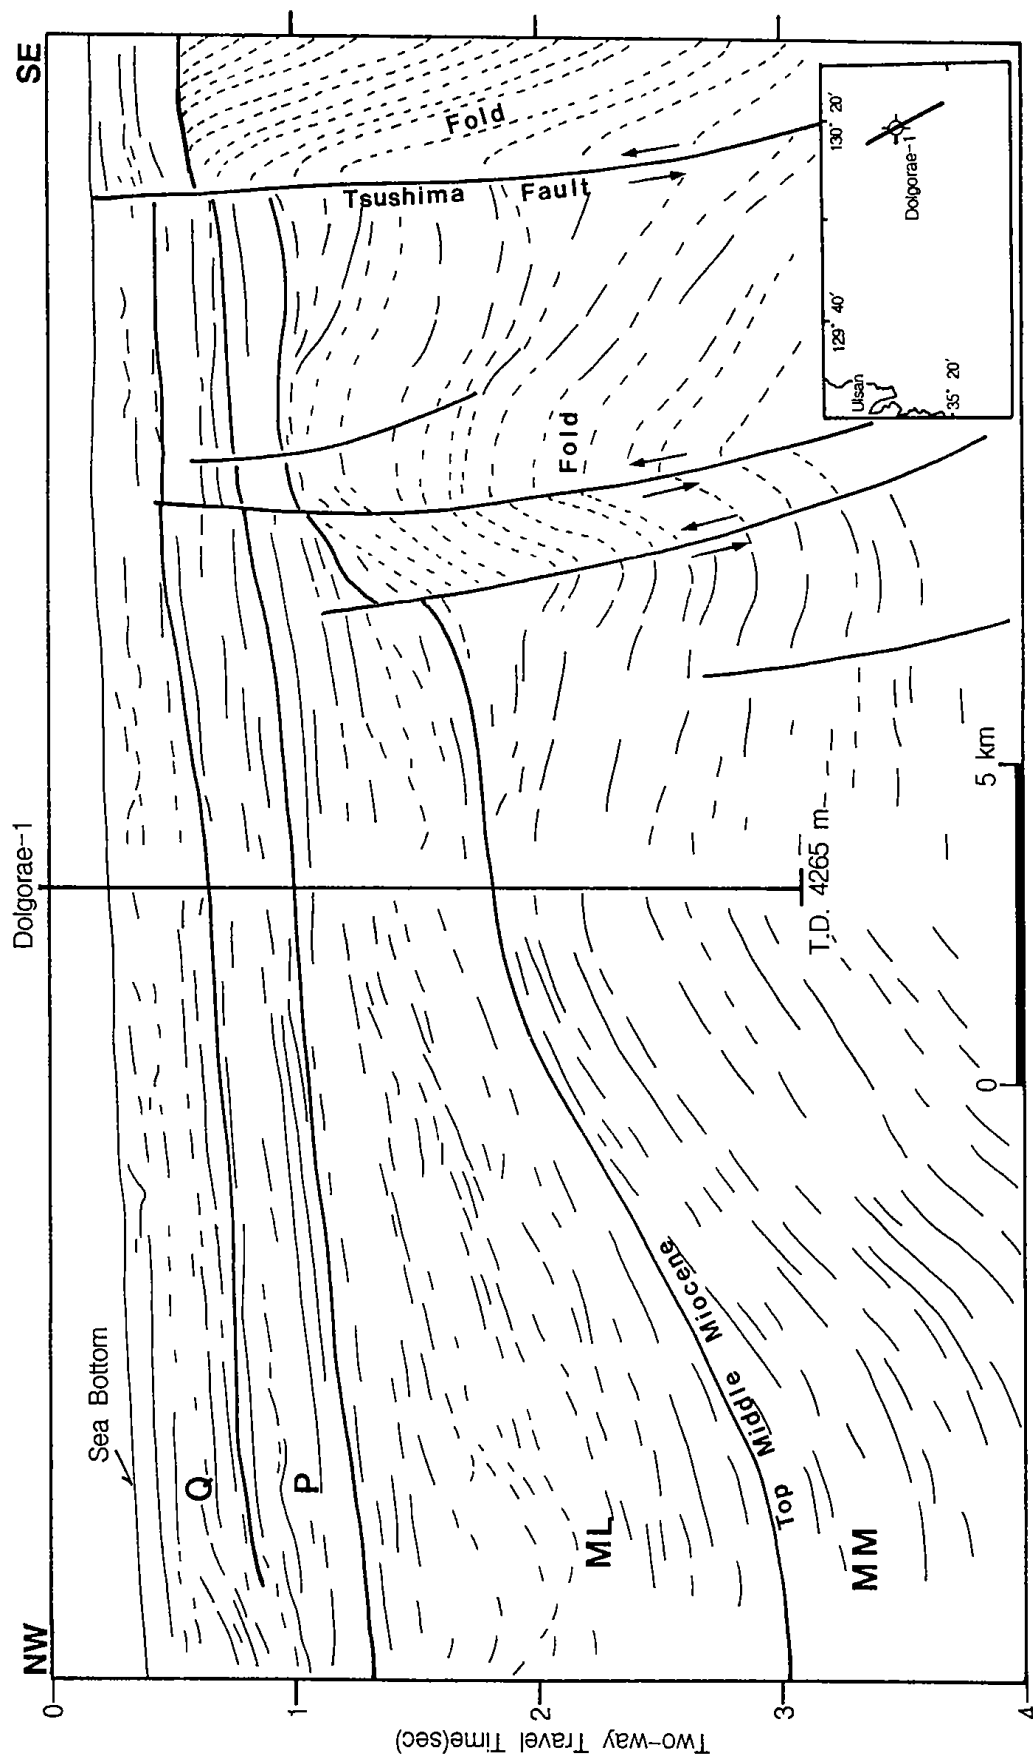 NW
SE
Dolgorae-1
Sea Bottom
Q
P
ML
MM
Top Middle Miocene
Fold
Fold
Tsushima Fault
T.D. 4265 m
0
5 km
0
1
2
3
4
Two-way Travel Time(sec)
129° 40′
130° 20′
Ulsan
35° 20′
Dolgorae-1